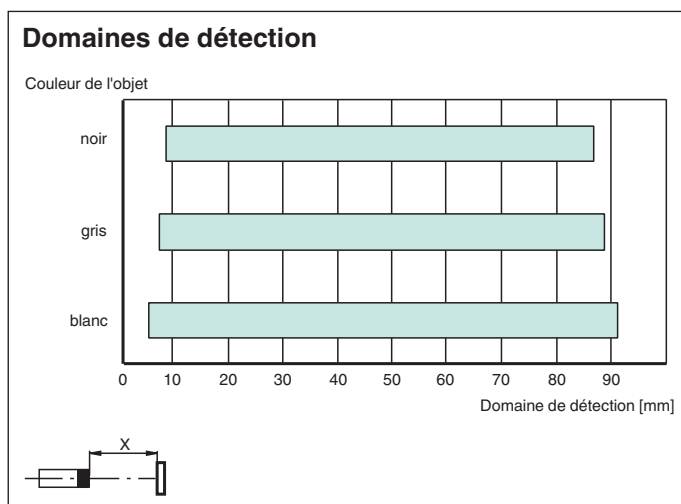 Domaines de détection
Couleur de l'objet
noir
gris
blanc
0 10 20 30 40 50 60 70 80 90
Domaine de détection [mm]
X